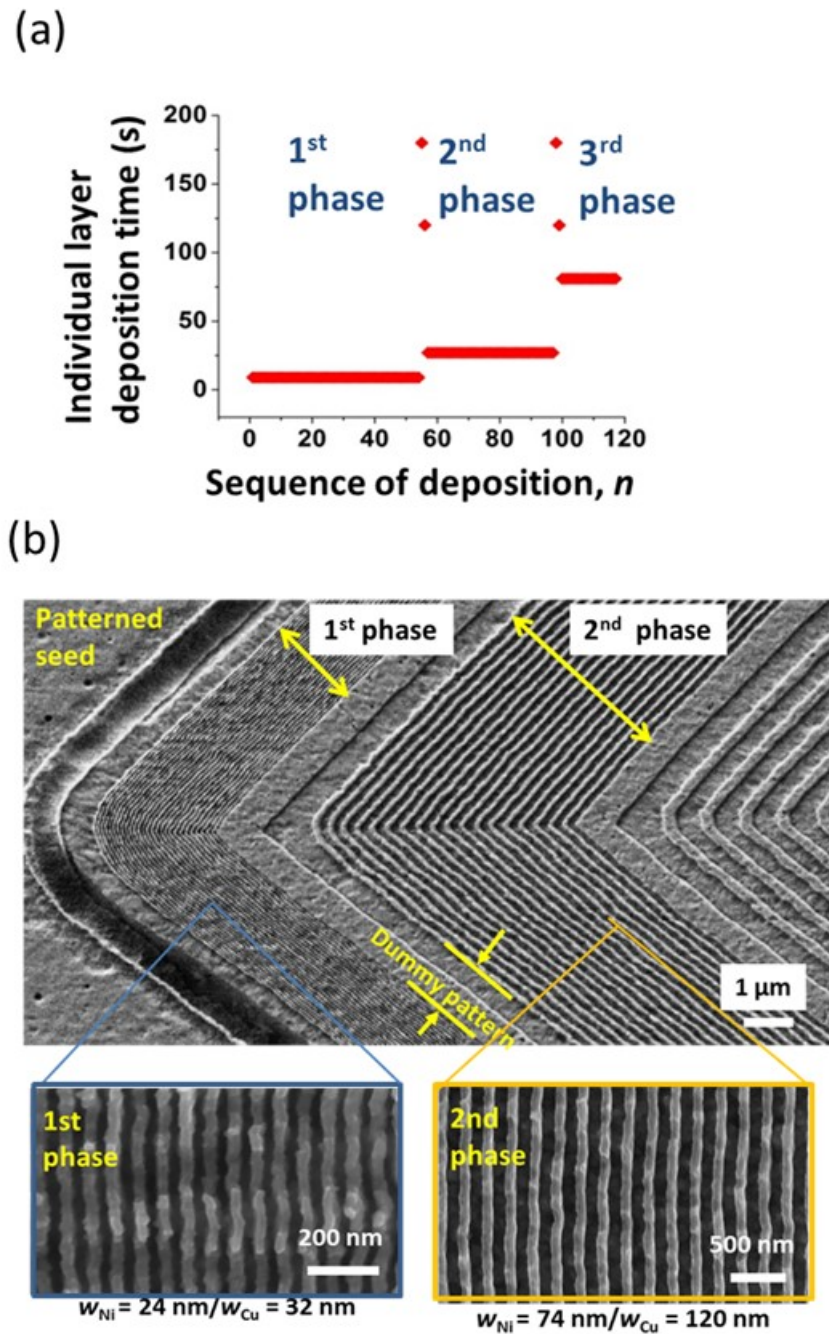 (a)
200
150
100
50
0
Individual layer
deposition time (s)
1st
phase
2nd
phase
3rd
phase
0 20 40 60 80 100 120
Sequence of deposition, n
(b)
Patterned
seed
1st phase
2nd phase
Dummy pattern
1 μm
1st
phase
200 nm
2nd
phase
500 nm
wNi = 24 nm/wCu = 32 nm
wNi = 74 nm/wCu = 120 nm